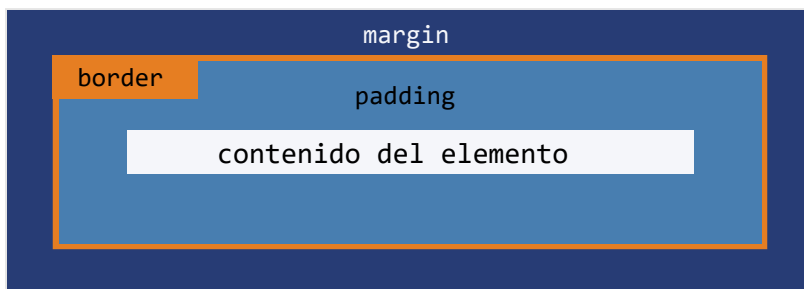 margin
border
padding
contenido del elemento